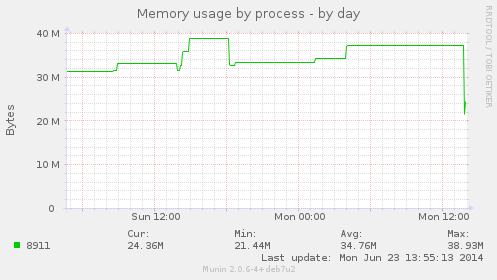 Memory usage by process - by day
RRDTOOL / TOBI OETIKER
Bytes
40 M
30 M
20 M
10 M
0
Sun 12:00 Mon 00:00 Mon 12:00
Cur: Min: Avg: Max:
8911 24.36M 21.44M 34.76M 38.93M
Last update: Mon Jun 23 13:55:13 2014
Munin 2.0.6-4+deb7u2